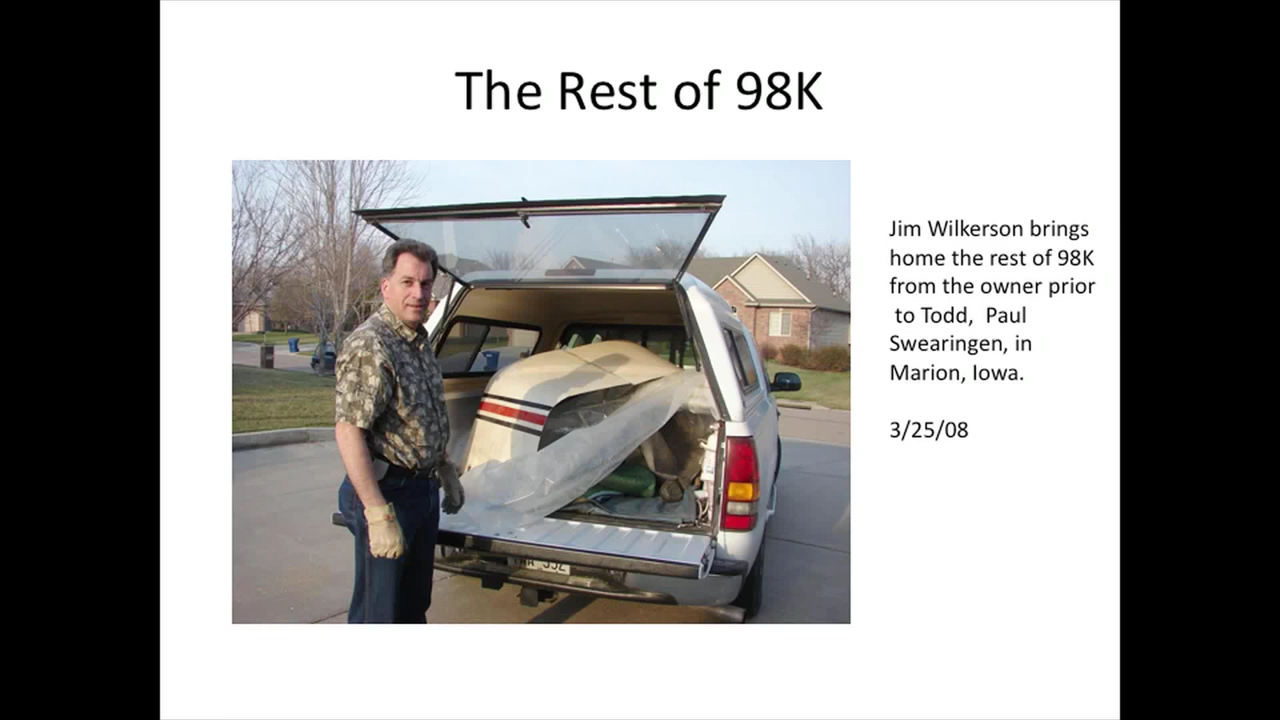 The Rest of 98K
Jim Wilkerson brings
home the rest of 98K
from the owner prior
to Todd,  Paul
Swearingen, in
Marion, Iowa.
3/25/08